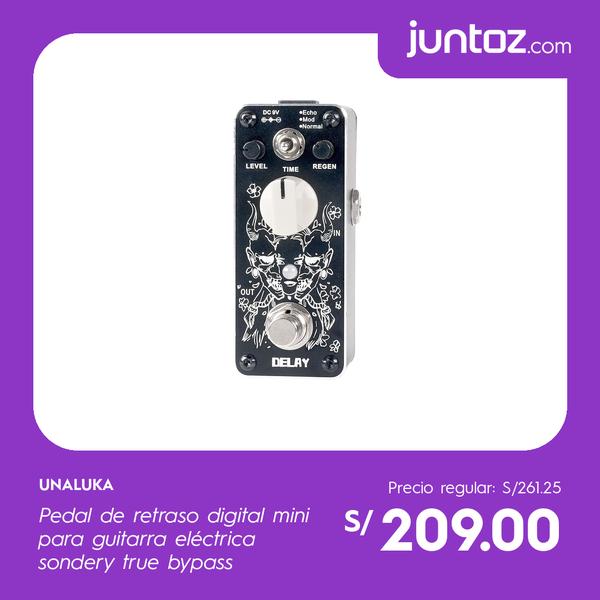 juntoz.com
DC 9V
Echo
Mod
Normal
LEVEL
TIME
REGEN
IN
OUT
DELAY
UNALUKA
Pedal de retraso digital mini
para guitarra eléctrica
sondery true bypass
Precio regular: S/261.25
S/ 209.00